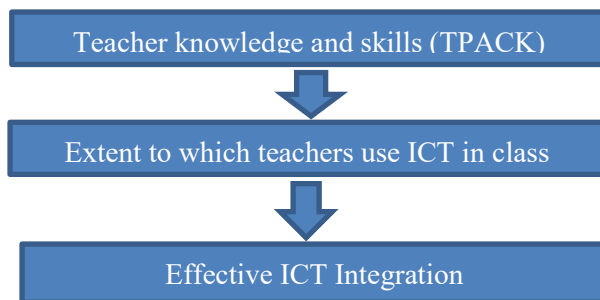 Teacher knowledge and skills (TPACK)
Extent to which teachers use ICT in class
Effective ICT Integration